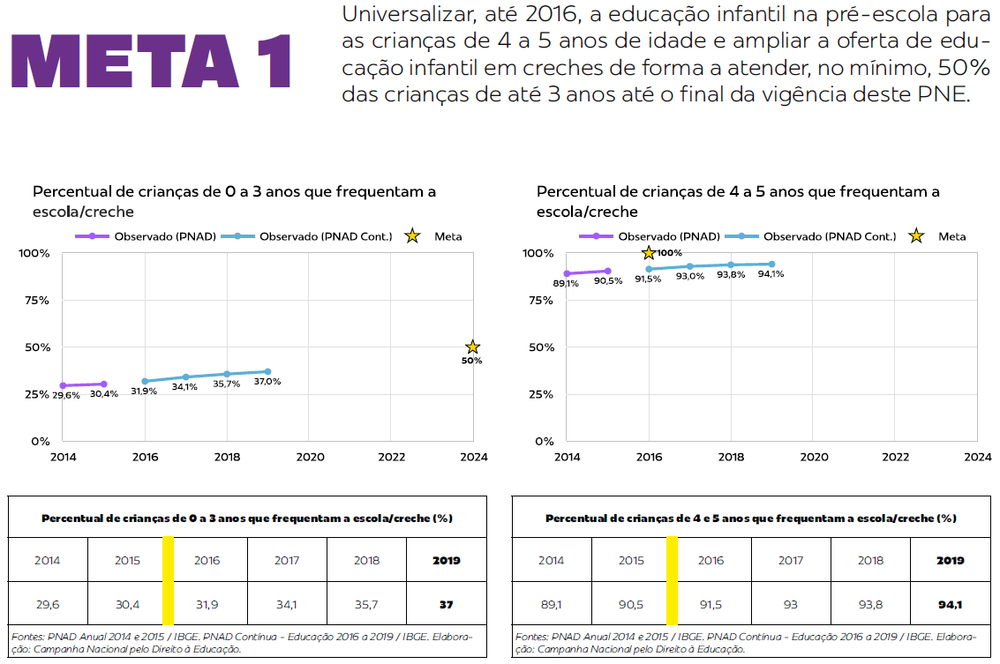 META 1
Universalizar, até 2016, a educação infantil na pré-escola para
as crianças de 4 a 5 anos de idade e ampliar a oferta de edu-
cação infantil em creches de forma a atender, no mínimo, 50%
das crianças de até 3 anos até o final da vigência deste PNE.
Percentual de crianças de 0 a 3 anos que frequentam a
escola/creche
Observado (PNAD) Observado (PNAD Cont.) Meta
100%
75%
50%
25%
0%
29,6% 30,4% 31,9% 34,1% 35,7% 37,0%
50%
2014 2016 2018 2020 2022 2024
Percentual de crianças de 4 a 5 anos que frequentam a
escola/creche
Observado (PNAD) Observado (PNAD Cont.) Meta
100%
100%
75%
50%
25%
0%
89,1% 90,5% 91,5% 93,0% 93,8% 94,1%
2014 2016 2018 2020 2022 2024
Percentual de crianças de 0 a 3 anos que frequentam a escola/creche (%)
2014 2015 2016 2017 2018 2019
29,6 30,4 31,9 34,1 35,7 37
Fontes: PNAD Anual 2014 e 2015 / IBGE. PNAD Contínua - Educação 2016 a 2019 / IBGE. Elabora-
ção: Campanha Nacional pelo Direito à Educação.
Percentual de crianças de 4 e 5 anos que frequentam a escola/creche (%)
2014 2015 2016 2017 2018 2019
89,1 90,5 91,5 93 93,8 94,1
Fontes: PNAD Anual 2014 e 2015 / IBGE. PNAD Contínua - Educação 2016 a 2019 / IBGE. Elabora-
ção: Campanha Nacional pelo Direito à Educação.